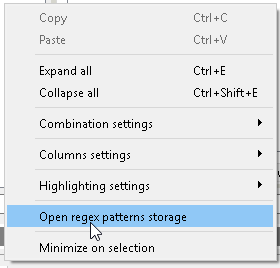 Copy Ctrl+C
Paste Ctrl+V
Expand all Ctrl+E
Collapse all Ctrl+Shift+E
Combination settings
Columns settings
Highlighting settings
Open regex patterns storage
Minimize on selection